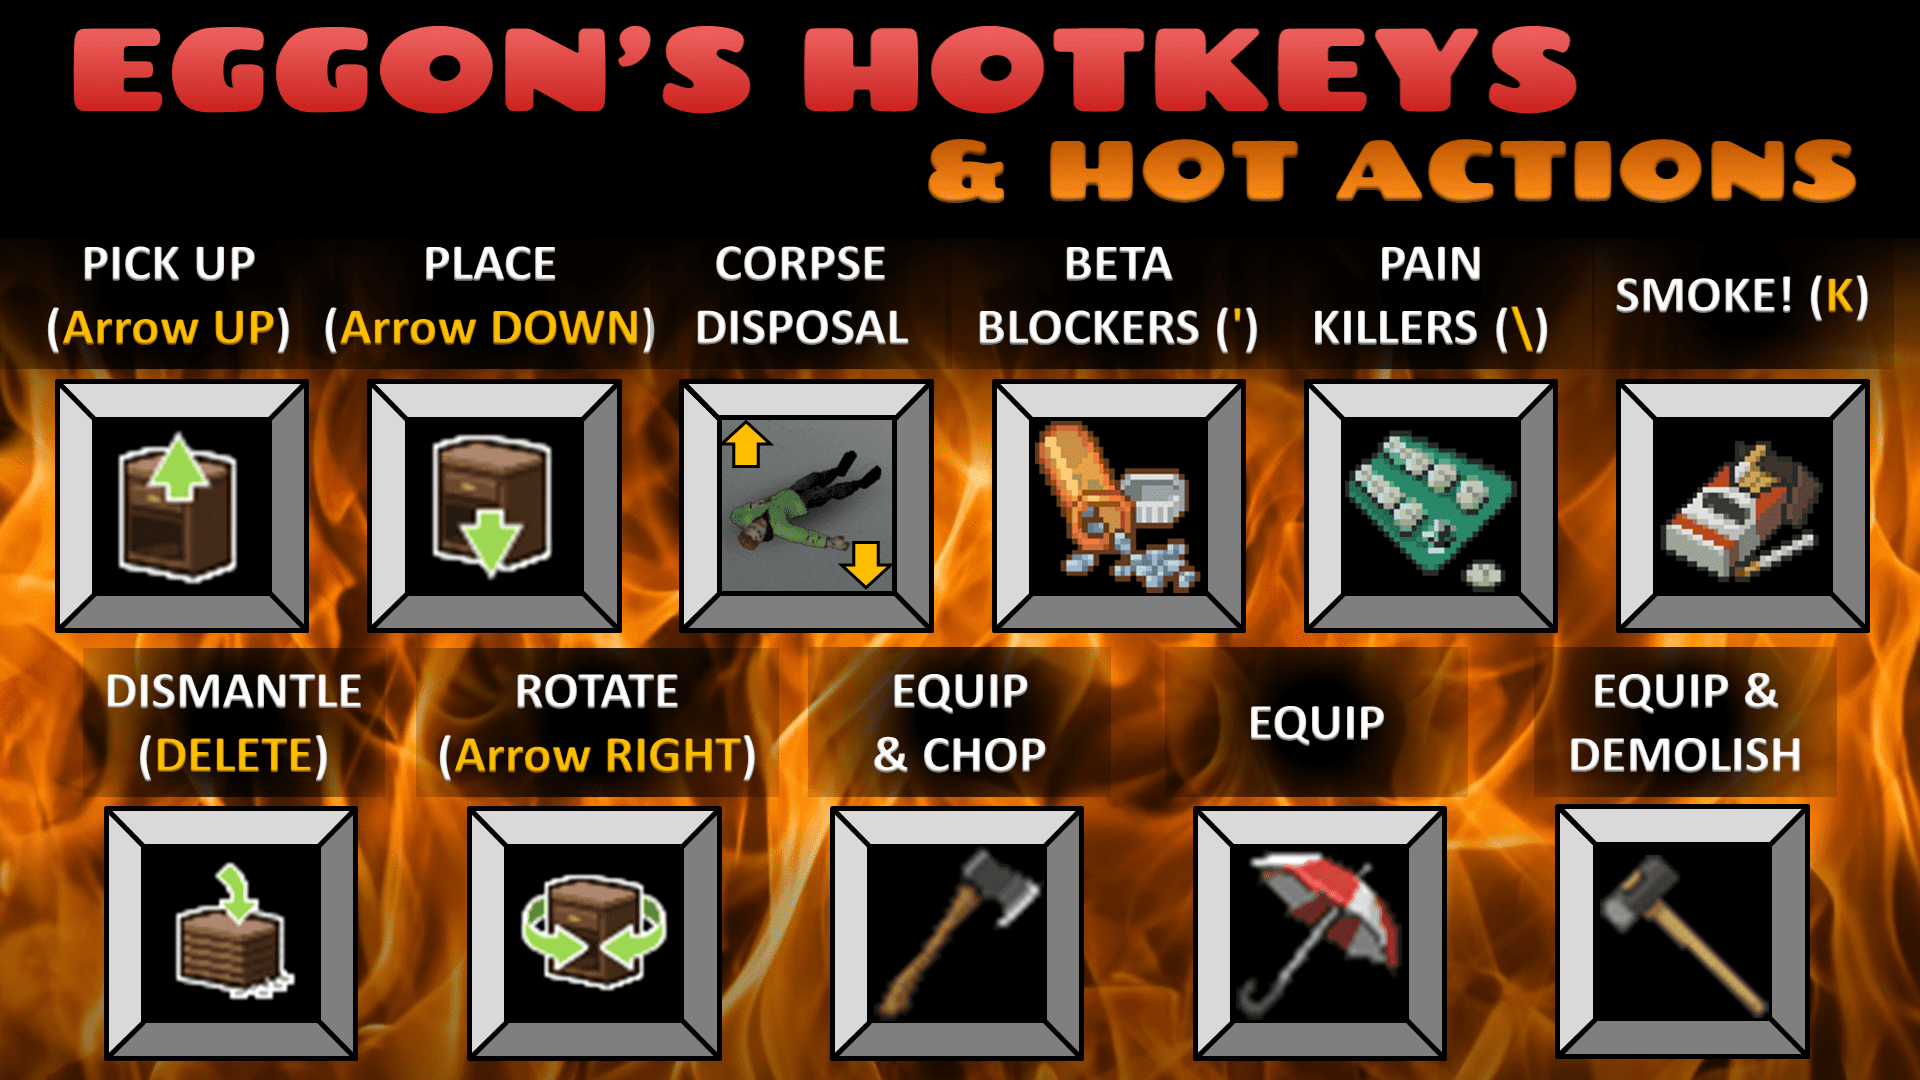 EGGON'S HOTKEYS
& HOT ACTIONS
PICK UP
(Arrow UP)
PLACE
(Arrow DOWN)
CORPSE
DISPOSAL
BETA
BLOCKERS (')
PAIN
KILLERS (\)
SMOKE! (K)
DISMANTLE
(DELETE)
ROTATE
(Arrow RIGHT)
EQUIP
& CHOP
EQUIP
EQUIP &
DEMOLISH